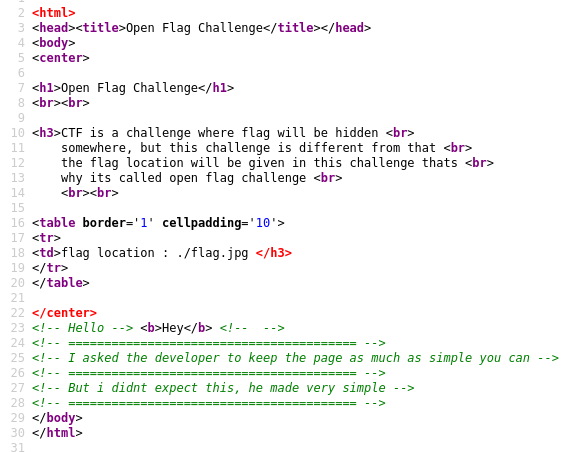 1
2 <html>
3 <head><title>Open Flag Challenge</title></head>
4 <body>
5 <center>
6
7 <h1>Open Flag Challenge</h1>
8 <br><br>
9
10 <h3>CTF is a challenge where flag will be hidden <br>
11     somewhere, but this challenge is different from that <br>
12     the flag location will be given in this challenge thats <br>
13     why its called open flag challenge <br>
14     <br><br>
15
16 <table border='1' cellpadding='10'>
17 <tr>
18 <td>flag location : ./flag.jpg </h3>
19 </tr>
20 </table>
21
22 </center>
23 <!-- Hello --> <b>Hey</b> <!--  -->
24 <!-- ======================================== -->
25 <!-- I asked the developer to keep the page as much as simple you can -->
26 <!-- ======================================== -->
27 <!-- But i didnt expect this, he made very simple -->
28 <!-- ======================================== -->
29 </body>
30 </html>
31